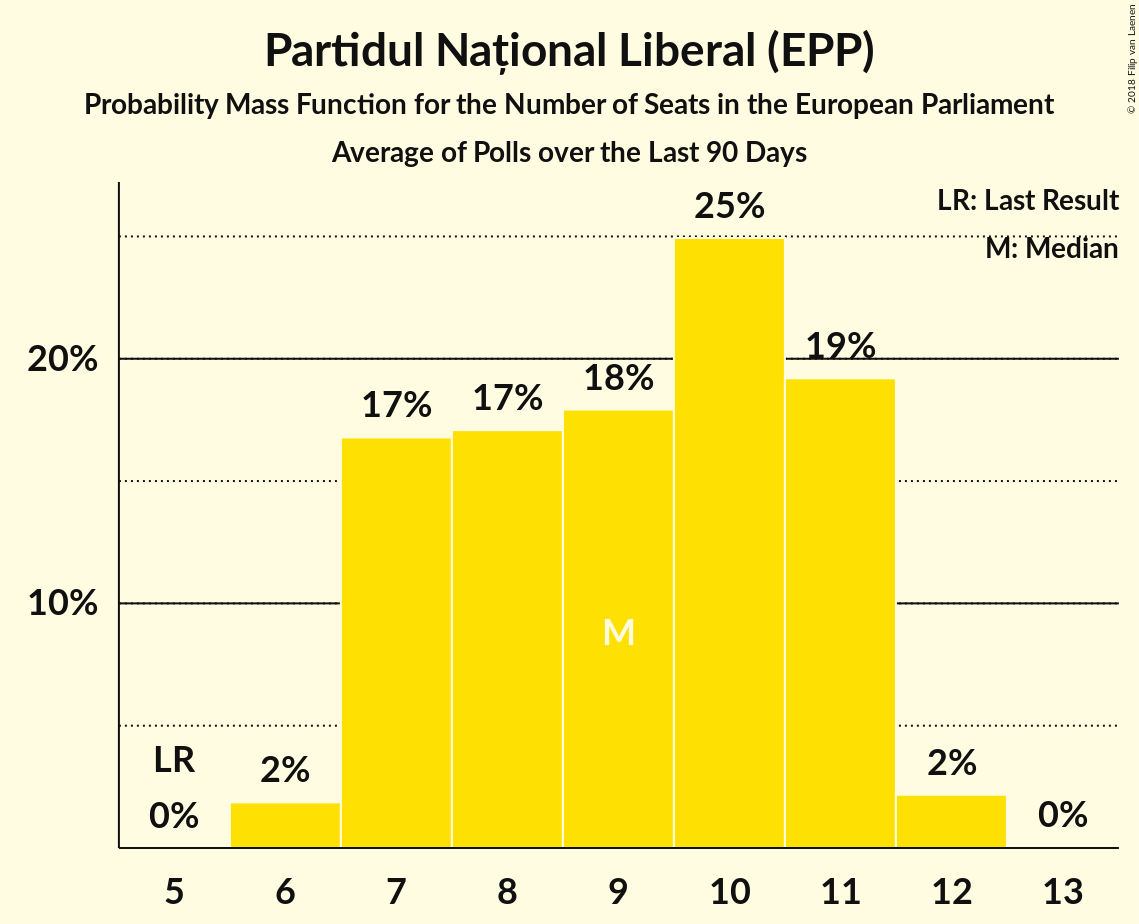 Partidul Național Liberal (EPP)
Probability Mass Function for the Number of Seats in the European Parliament
Average of Polls over the Last 90 Days
© 2018 Filip van Laenen
LR: Last Result
M: Median
25%
20%
19%
18%
17%
17%
10%
M
LR
0%
2%
2%
0%
5 6 7 8 9 10 11 12 13